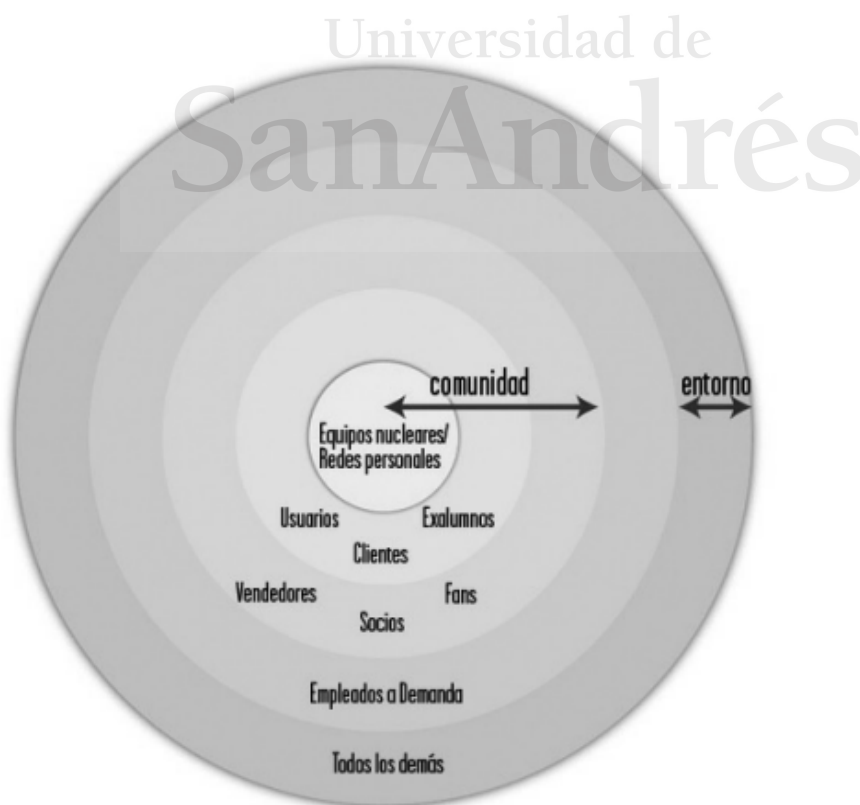 Universidad de
SanAndrés
comunidad
entorno
Equipos nucleares/
Redes personales
Usuarios
Exalumnos
Clientes
Vendedores
Fans
Socios
Empleados a Demanda
Todos los demás